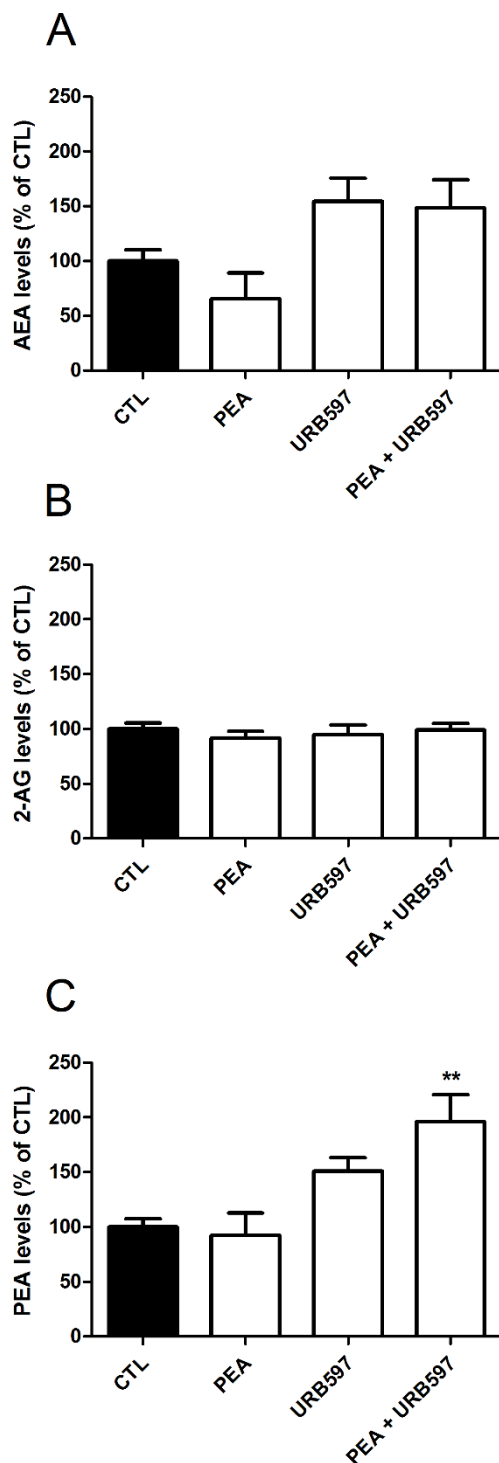 A
AEA levels (% of CTL)
250
200
150
100
50
0
CTL
PEA
URB597
PEA + URB597
B
2-AG levels (% of CTL)
250
200
150
100
50
0
CTL
PEA
URB597
PEA + URB597
C
PEA levels (% of CTL)
250
200
150
100
50
0
**
CTL
PEA
URB597
PEA + URB597